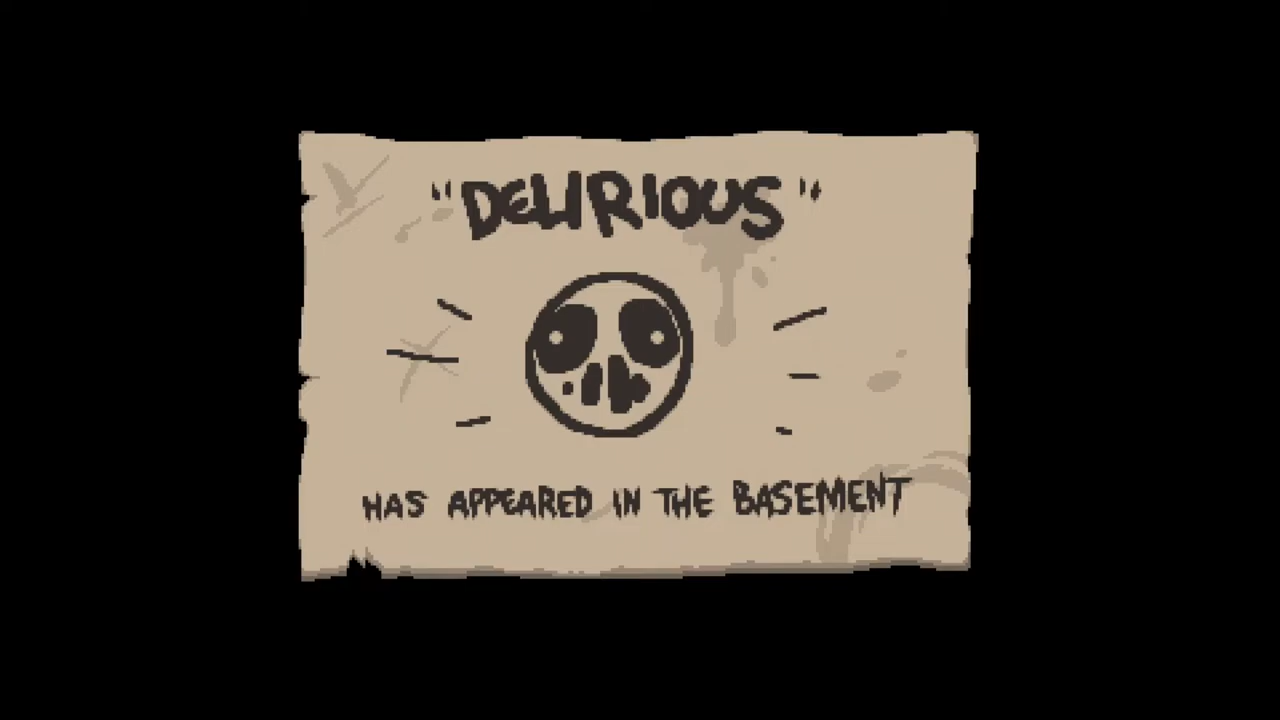 "DELIRIOUS"
HAS APPEARED IN THE BASEMENT